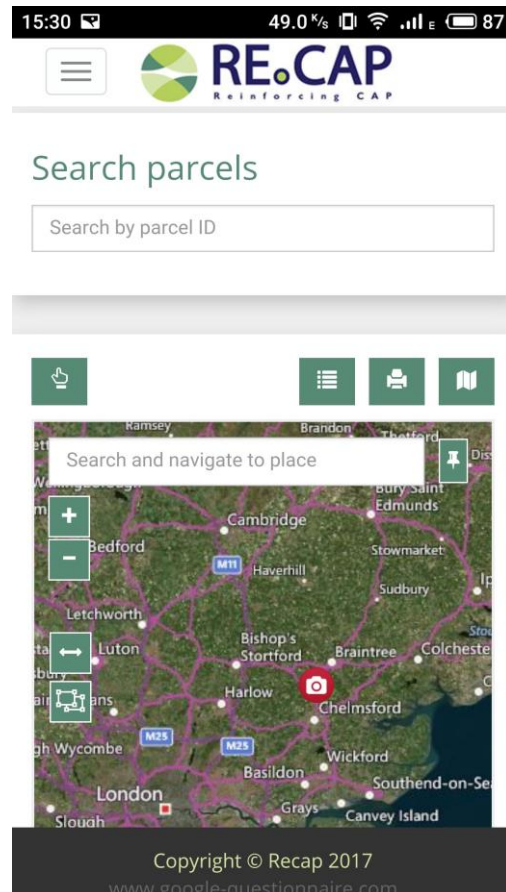 15:30
49.0 K/s
E
87
RE.CAP
Reinforcing CAP
Search parcels
Search by parcel ID
Ramsey
Brandon
Thetford
Search and navigate to place
Diss
Bury Saint
Edmunds
Cambridge
Bedford
Stowmarket
M11
Haverhill
Sudbury
Ip
Letchworth
Luton
Bishop's
Stortford
Braintree
Colcheste
Harlow
Chelmsford
gh Wycombe
M25
M25
Wickford
Basildon
Southend-on-Sea
London
Grays
Canvey Island
Slough
Copyright © Recap 2017
www.google-questionnaire.com